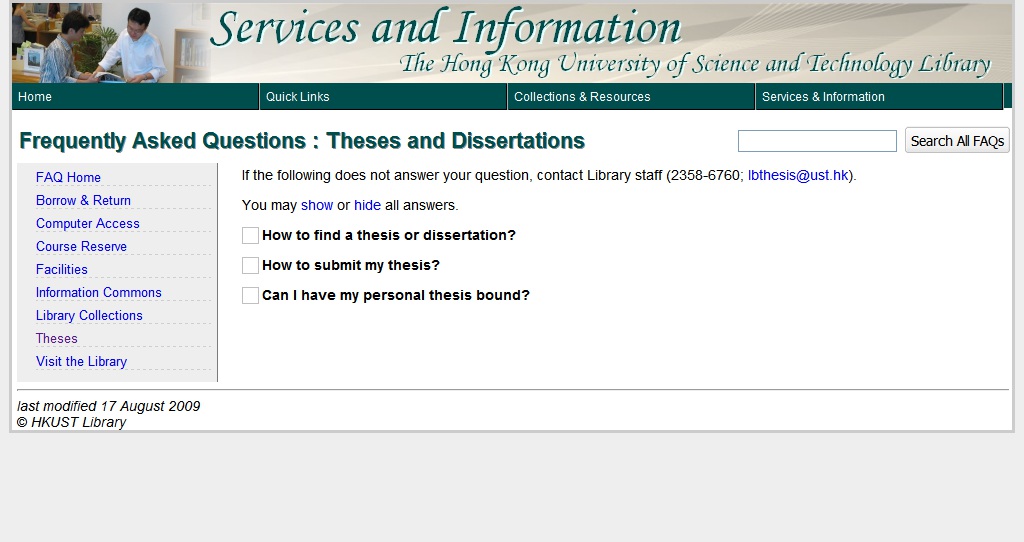 Services and Information
The Hong Kong University of Science and Technology Library
Home Quick Links Collections & Resources Services & Information
Frequently Asked Questions : Theses and Dissertations Search All FAQs
FAQ Home
Borrow & Return
Computer Access
Course Reserve
Facilities
Information Commons
Library Collections
Theses
Visit the Library
If the following does not answer your question, contact Library staff (2358-6760; lbthesis@ust.hk).
You may show or hide all answers.
How to find a thesis or dissertation?
How to submit my thesis?
Can I have my personal thesis bound?
last modified 17 August 2009
© HKUST Library